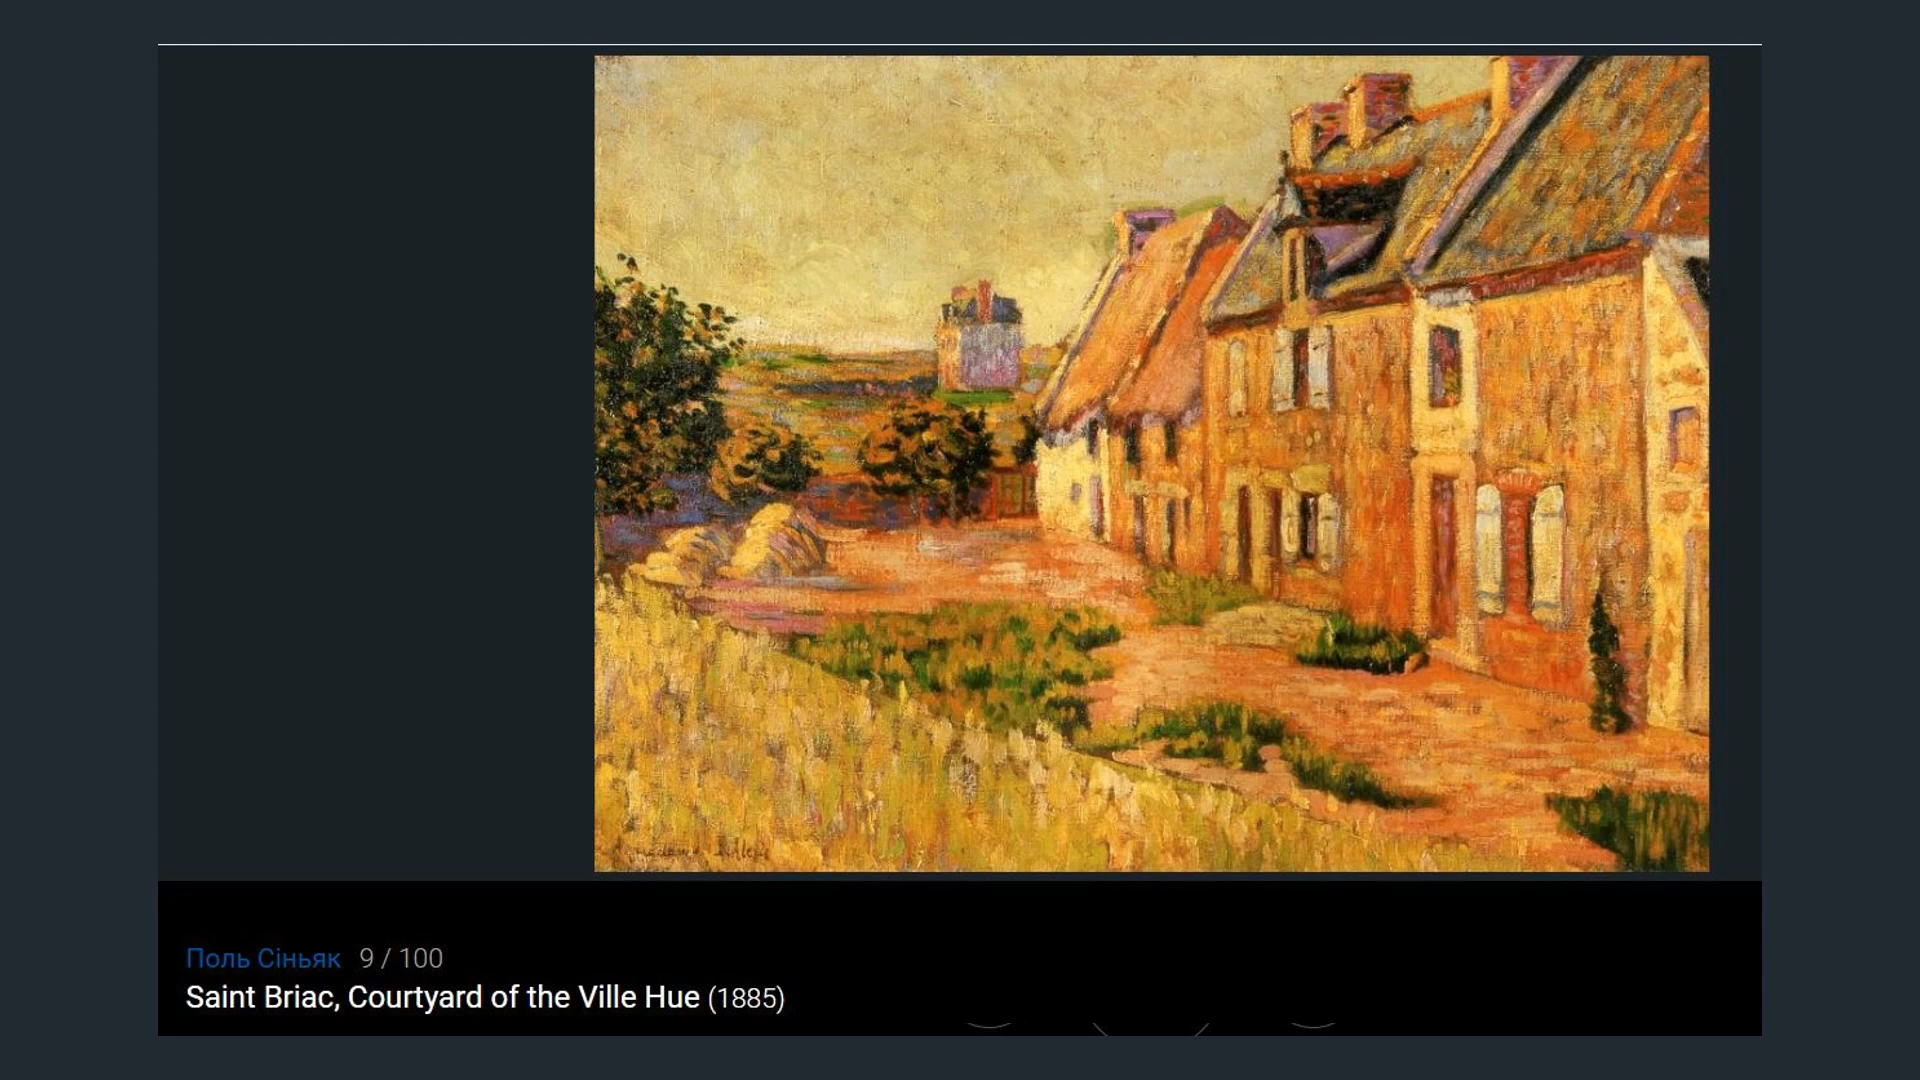 Поль Сіньяк 9 / 100
Saint Briac, Courtyard of the Ville Hue (1885)